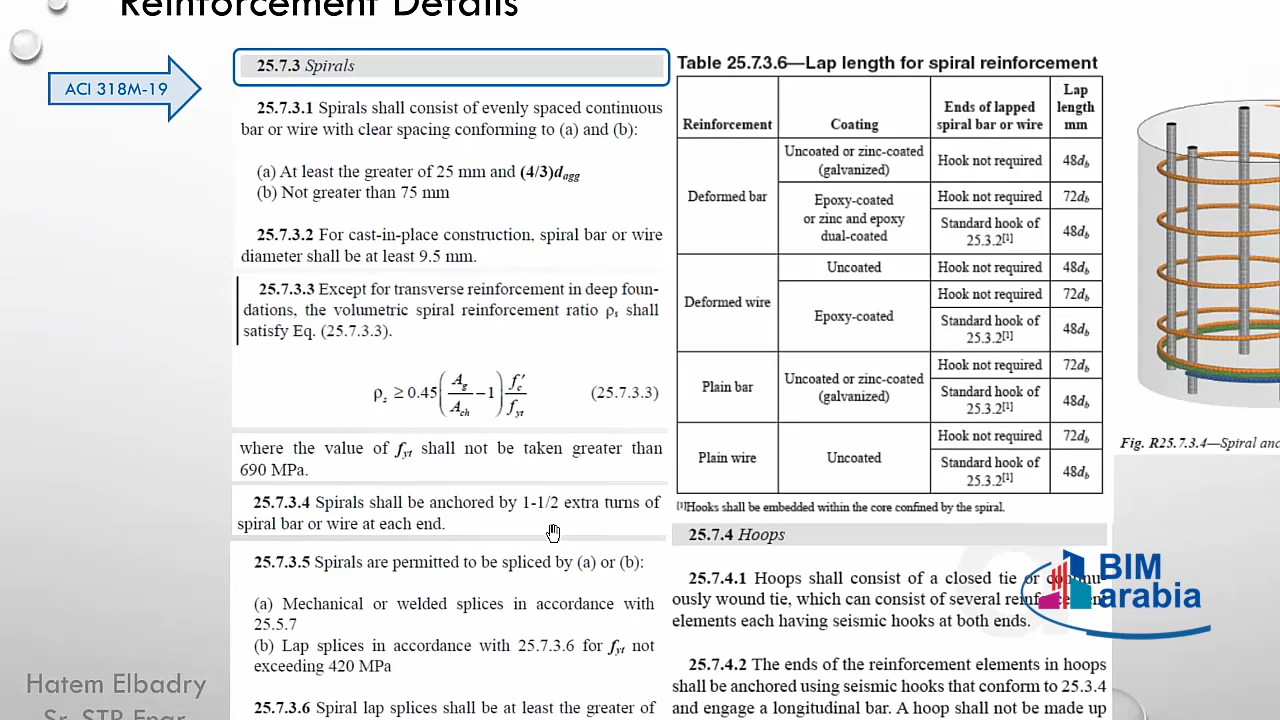 Reinforcement Details
ACI 318M-19
25.7.3 Spirals
25.7.3.1 Spirals shall consist of evenly spaced continuous
bar or wire with clear spacing conforming to (a) and (b):
(a) At least the greater of 25 mm and (4/3)dagg
(b) Not greater than 75 mm
25.7.3.2 For cast-in-place construction, spiral bar or wire
diameter shall be at least 9.5 mm.
25.7.3.3 Except for transverse reinforcement in deep foun-
dations, the volumetric spiral reinforcement ratio ρs shall
satisfy Eq. (25.7.3.3).
ρs ≥ 0.45(Ag/Ach − 1) fc′/fyt (25.7.3.3)
where the value of fyt shall not be taken greater than
690 MPa.
25.7.3.4 Spirals shall be anchored by 1-1/2 extra turns of
spiral bar or wire at each end.
25.7.3.5 Spirals are permitted to be spliced by (a) or (b):
(a) Mechanical or welded splices in accordance with
25.5.7
(b) Lap splices in accordance with 25.7.3.6 for fyt not
exceeding 420 MPa
25.7.3.6 Spiral lap splices shall be at least the greater of
Table 25.7.3.6—Lap length for spiral reinforcement
Reinforcement Coating Ends of lapped spiral bar or wire Lap length mm
Deformed bar Uncoated or zinc-coated (galvanized) Hook not required 48db
Epoxy-coated or zinc and epoxy dual-coated Hook not required 72db
Standard hook of 25.3.2[1] 48db
Deformed wire Uncoated Hook not required 48db
Epoxy-coated Hook not required 72db
Standard hook of 25.3.2[1] 48db
Plain bar Uncoated or zinc-coated (galvanized) Hook not required 72db
Standard hook of 25.3.2[1] 48db
Plain wire Uncoated Hook not required 72db
Standard hook of 25.3.2[1] 48db
[1]Hooks shall be embedded within the core confined by the spiral.
25.7.4 Hoops
25.7.4.1 Hoops shall consist of a closed tie or continu-
ously wound tie, which can consist of several reinforcement
elements each having seismic hooks at both ends.
25.7.4.2 The ends of the reinforcement elements in hoops
shall be anchored using seismic hooks that conform to 25.3.4
and engage a longitudinal bar. A hoop shall not be made up
Fig. R25.7.3.4—Spiral anc
BIM
arabia
Hatem Elbadry
Sr. STR Engr